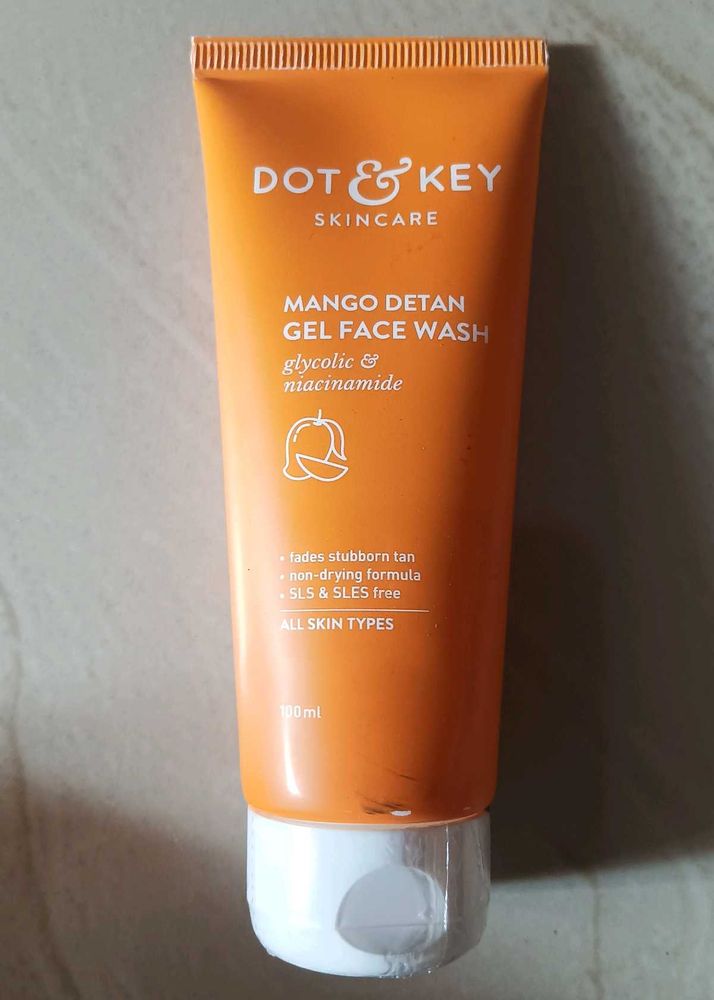 DOT & KEY
SKINCARE
MANGO DETAN
GEL FACE WASH
glycolic &
niacinamide
• fades stubborn tan
• non-drying formula
• SLS & SLES free
ALL SKIN TYPES
100ml